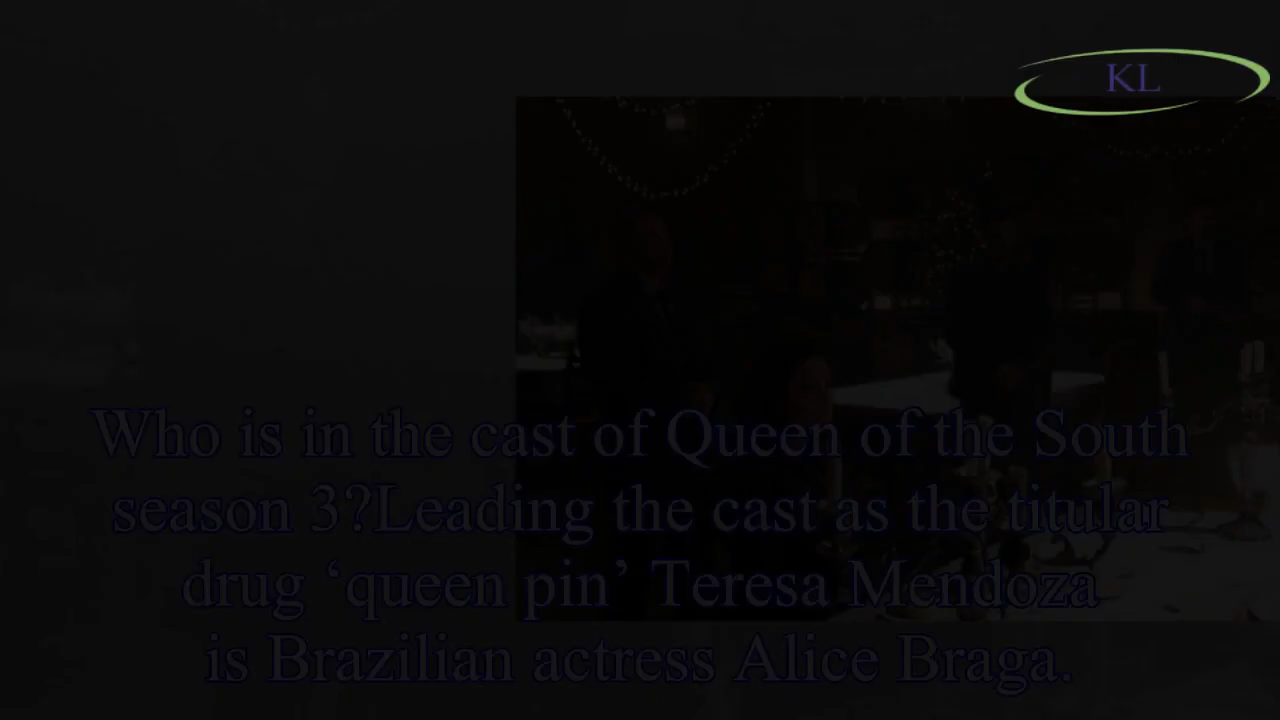 KL
Who is in the cast of Queen of the South
season 3?Leading the cast as the titular
drug ‘queen pin’ Teresa Mendoza
is Brazilian actress Alice Braga.